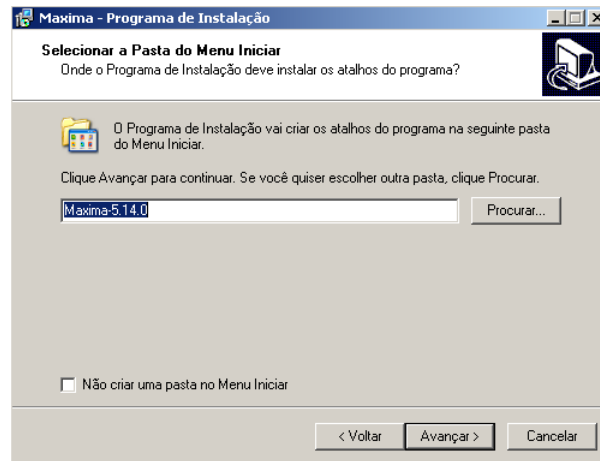 Maxima - Programa de Instalação
Selecionar a Pasta do Menu Iniciar
Onde o Programa de Instalação deve instalar os atalhos do programa?
O Programa de Instalação vai criar os atalhos do programa na seguinte pasta
do Menu Iniciar.
Clique Avançar para continuar. Se você quiser escolher outra pasta, clique Procurar.
Maxima-5.14.0
Procurar...
Não criar uma pasta no Menu Iniciar
< Voltar
Avançar >
Cancelar